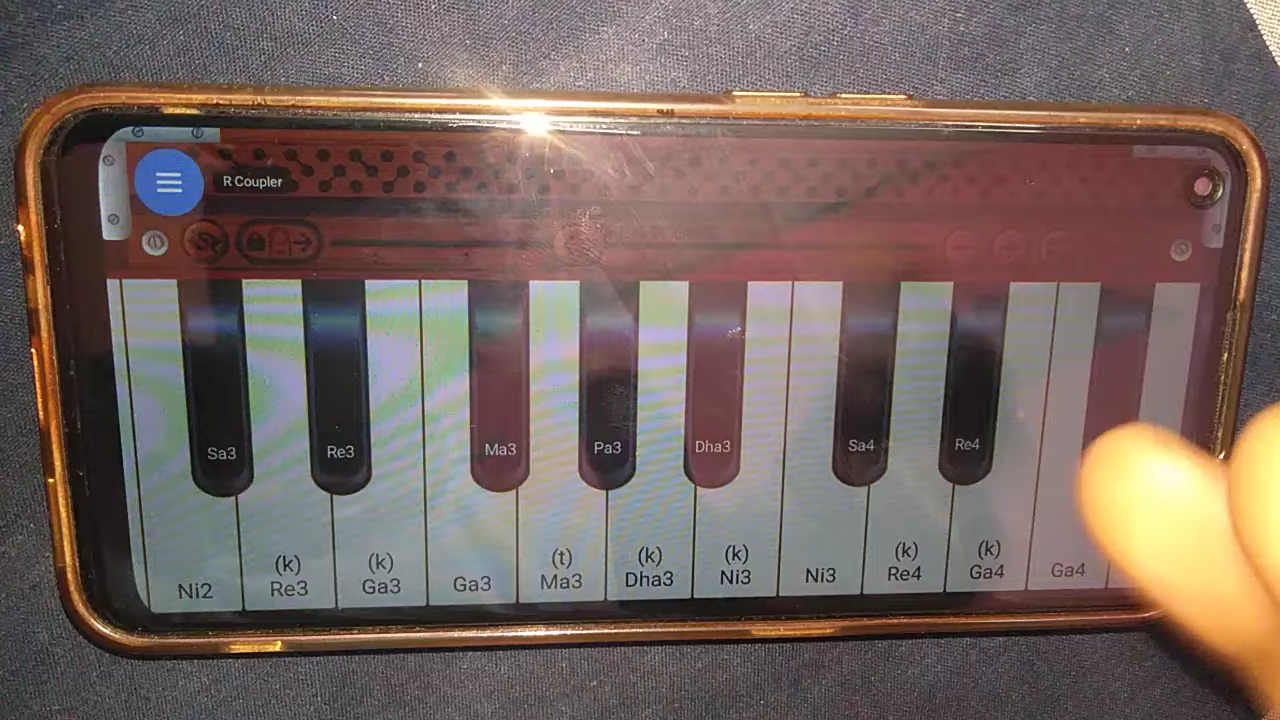 R Coupler
Sa3 Re3 Ma3 Pa3 Dha3 Sa4 Re4
(k) (k) (t) (k) (k) (k) (k)
Ni2 Re3 Ga3 Ga3 Ma3 Dha3 Ni3 Ni3 Re4 Ga4 Ga4